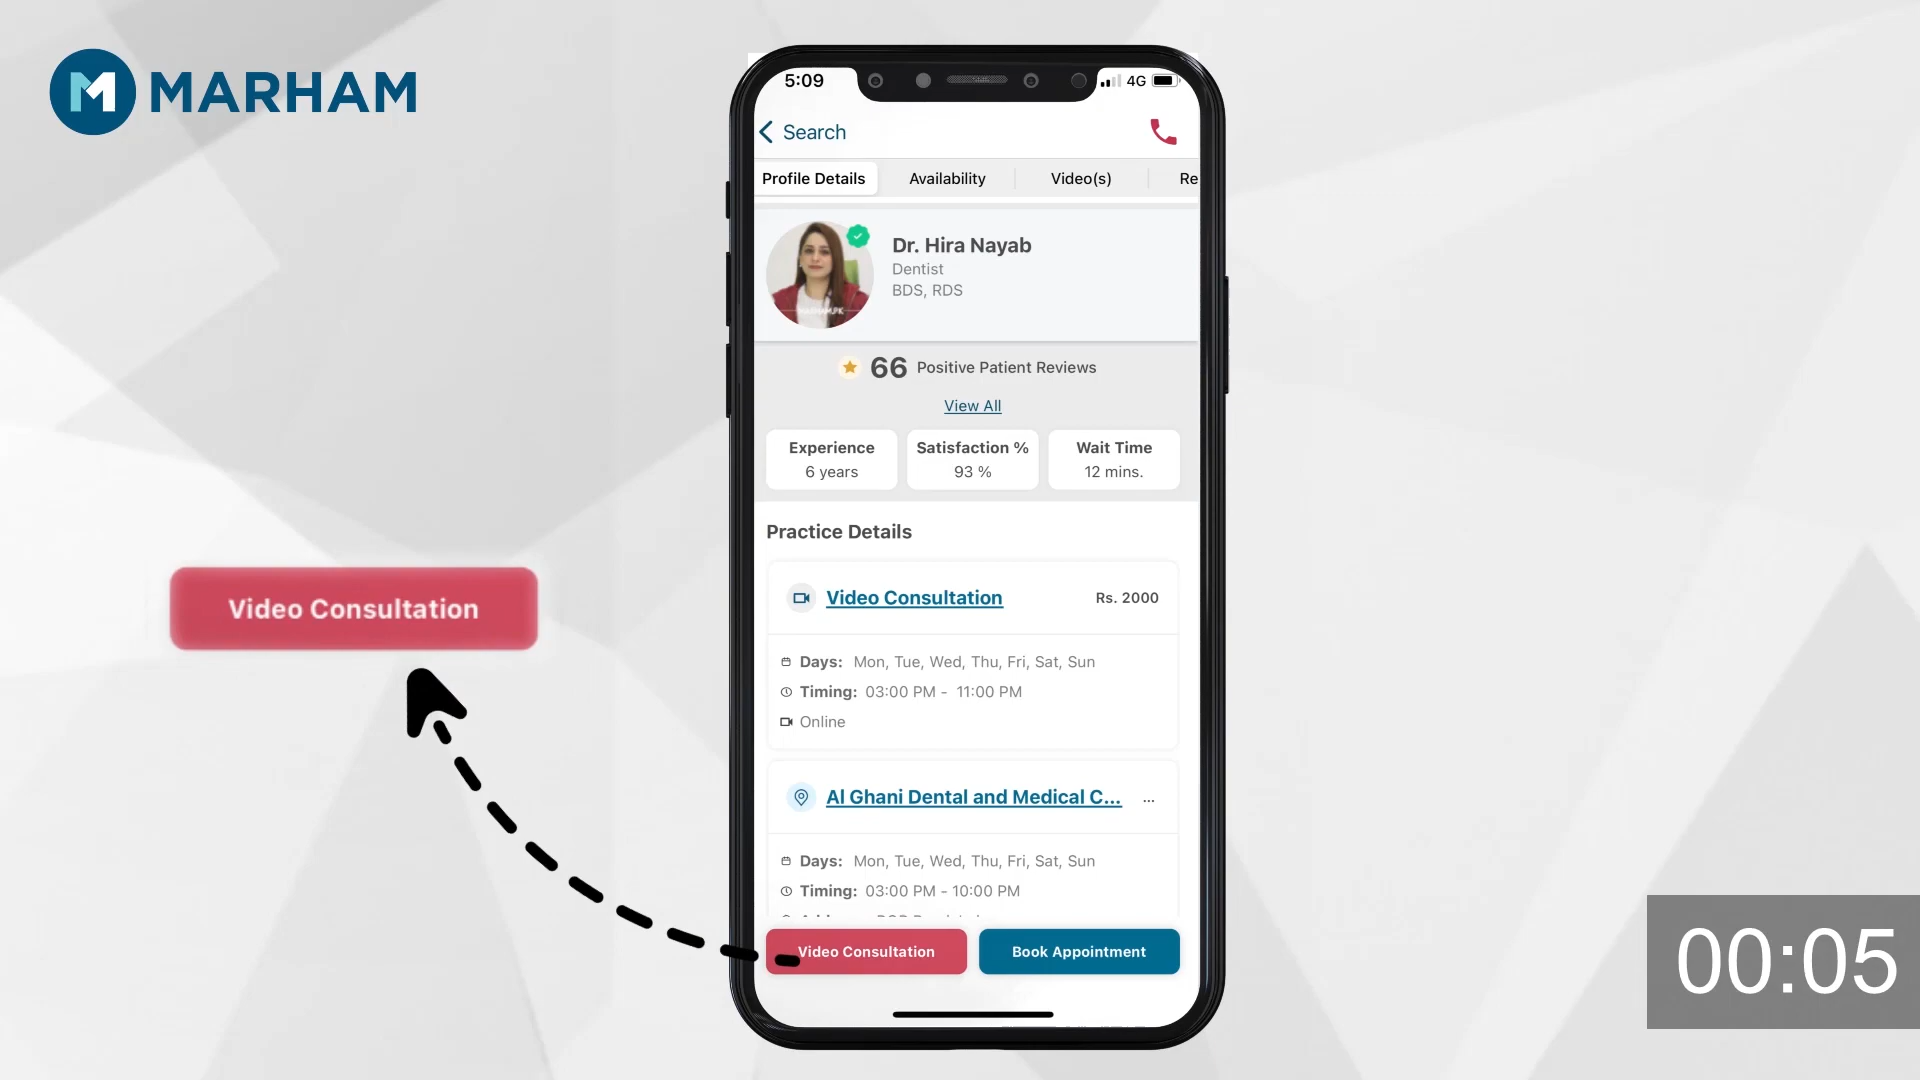 MARHAM
5:09
4G
Search
Profile Details
Availability
Video(s)
Re
Dr. Hira Nayab
Dentist
BDS, RDS
66 Positive Patient Reviews
View All
Experience
6 years
Satisfaction %
93 %
Wait Time
12 mins.
Practice Details
Video Consultation
Rs. 2000
Days: Mon, Tue, Wed, Thu, Fri, Sat, Sun
Timing: 03:00 PM - 11:00 PM
Online
Al Ghani Dental and Medical C...
...
Days: Mon, Tue, Wed, Thu, Fri, Sat, Sun
Timing: 03:00 PM - 10:00 PM
Video Consultation
Book Appointment
Video Consultation
00:05